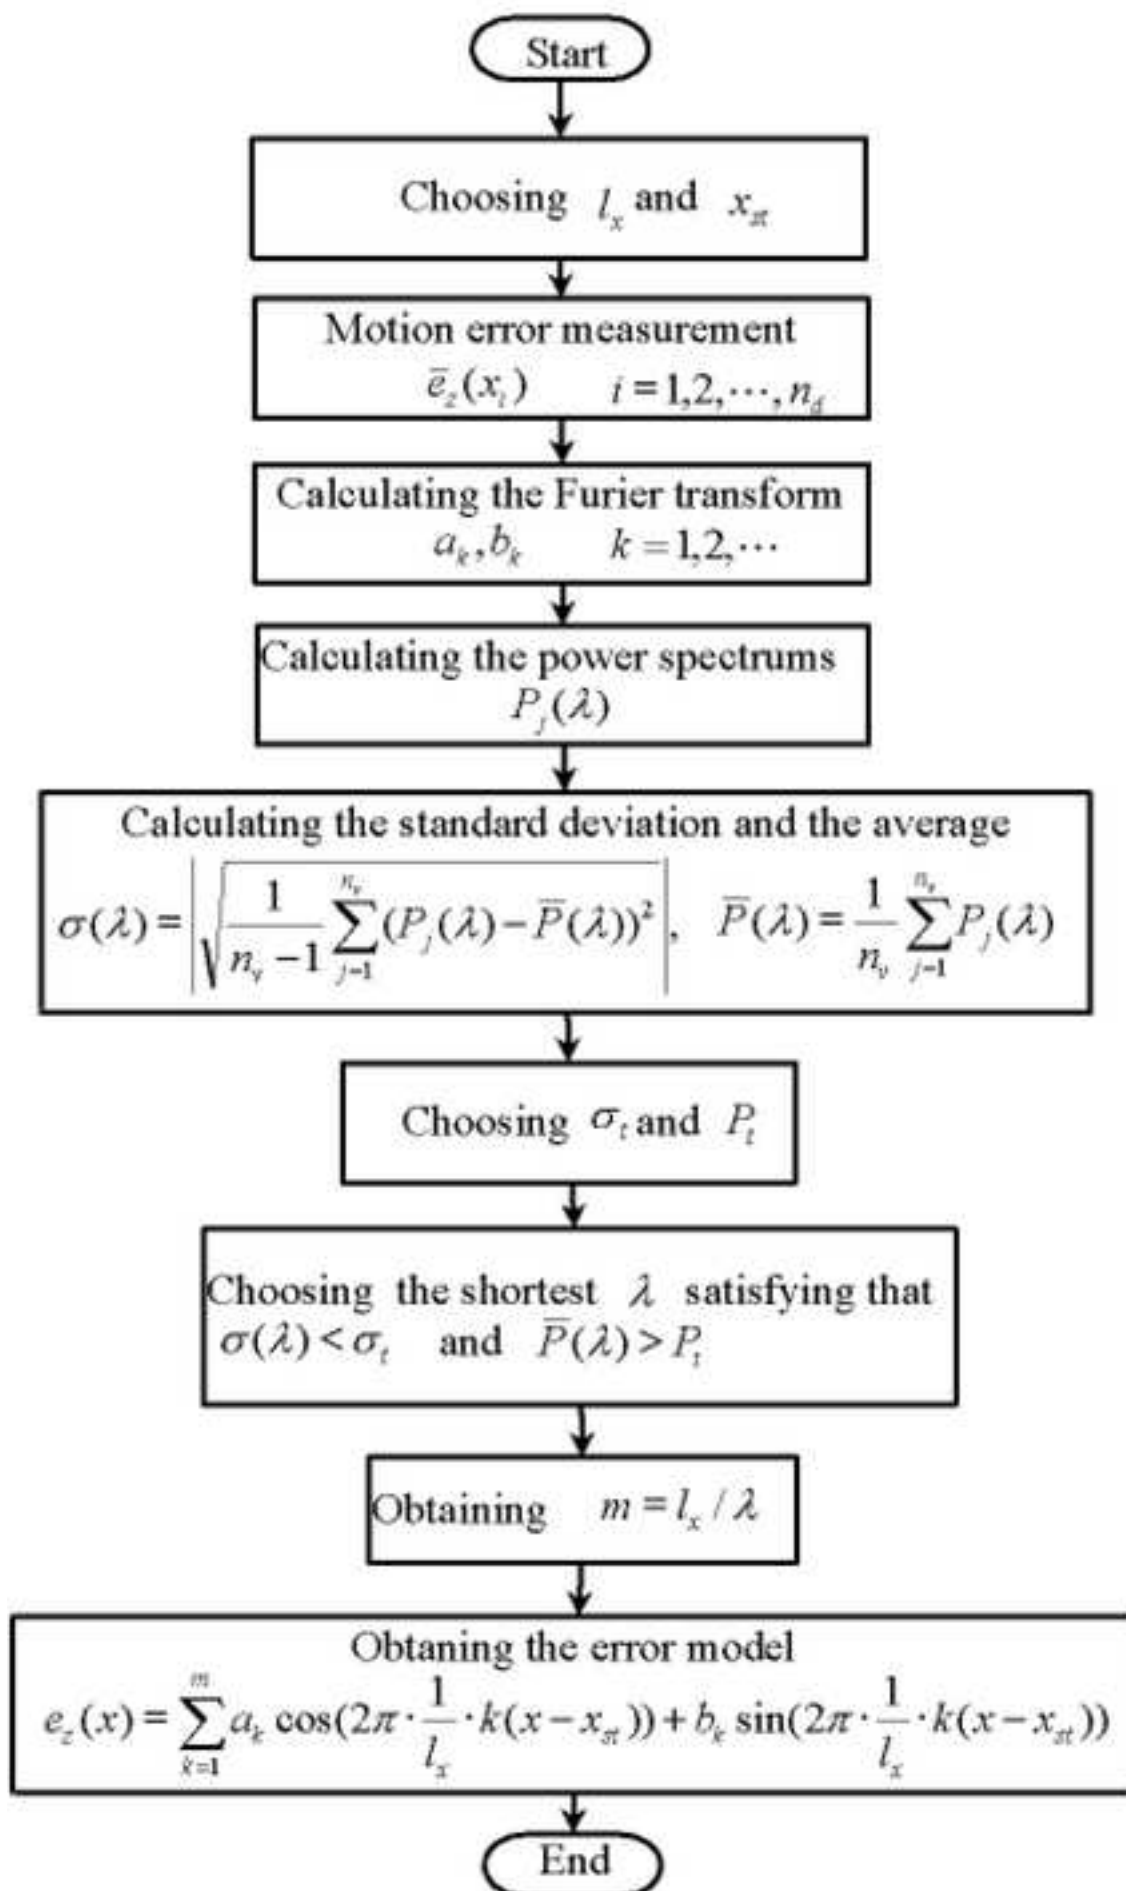 Start
Choosing l_x and x_st
Motion error measurement
e̅_z(x_i) i = 1,2,⋯,n_d
Calculating the Furier transform
a_k, b_k k = 1,2,⋯
Calculating the power spectrums
P_j(λ)
Calculating the standard deviation and the average
σ(λ) = |√(1/(n_v −1) ∑_{j=1}^{n_v} (P_j(λ) − P̅(λ))²)|, P̅(λ) = 1/n_v ∑_{j=1}^{n_v} P_j(λ)
Choosing σ_t and P_t
Choosing the shortest λ satisfying that
σ(λ) < σ_t and P̅(λ) > P_t
Obtaining m = l_x / λ
Obtaning the error model
e_z(x) = ∑_{k=1}^{m} a_k cos(2π · 1/l_x · k(x − x_st)) + b_k sin(2π · 1/l_x · k(x − x_st))
End